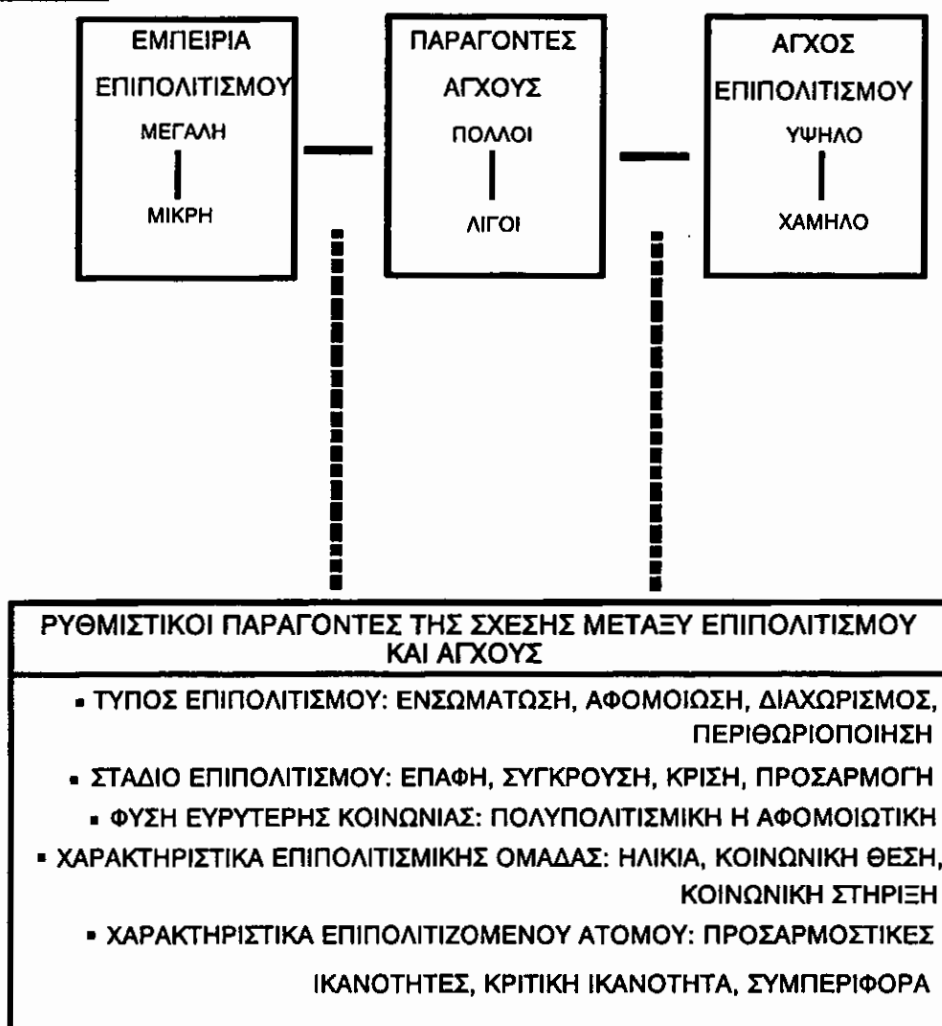 ΕΜΠΕΙΡΙΑ
ΕΠΙΠΟΛΙΤΙΣΜΟΥ
ΜΕΓΑΛΗ
ΜΙΚΡΗ
ΠΑΡΑΓΟΝΤΕΣ
ΑΓΧΟΥΣ
ΠΟΛΛΟΙ
ΛΙΓΟΙ
ΑΓΧΟΣ
ΕΠΙΠΟΛΙΤΙΣΜΟΥ
ΥΨΗΛΟ
ΧΑΜΗΛΟ
ΡΥΘΜΙΣΤΙΚΟΙ ΠΑΡΑΓΟΝΤΕΣ ΤΗΣ ΣΧΕΣΗΣ ΜΕΤΑΞΥ ΕΠΙΠΟΛΙΤΙΣΜΟΥ
ΚΑΙ ΑΓΧΟΥΣ
▪ ΤΥΠΟΣ ΕΠΙΠΟΛΙΤΙΣΜΟΥ: ΕΝΣΩΜΑΤΩΣΗ, ΑΦΟΜΟΙΩΣΗ, ΔΙΑΧΩΡΙΣΜΟΣ,
ΠΕΡΙΘΩΡΙΟΠΟΙΗΣΗ
▪ ΣΤΑΔΙΟ ΕΠΙΠΟΛΙΤΙΣΜΟΥ: ΕΠΑΦΗ, ΣΥΓΚΡΟΥΣΗ, ΚΡΙΣΗ, ΠΡΟΣΑΡΜΟΓΗ
▪ ΦΥΣΗ ΕΥΡΥΤΕΡΗΣ ΚΟΙΝΩΝΙΑΣ: ΠΟΛΥΠΟΛΙΤΙΣΜΙΚΗ Η ΑΦΟΜΟΙΩΤΙΚΗ
▪ ΧΑΡΑΚΤΗΡΙΣΤΙΚΑ ΕΠΙΠΟΛΙΤΙΣΜΙΚΗΣ ΟΜΑΔΑΣ: ΗΛΙΚΙΑ, ΚΟΙΝΩΝΙΚΗ ΘΕΣΗ,
ΚΟΙΝΩΝΙΚΗ ΣΤΗΡΙΞΗ
▪ ΧΑΡΑΚΤΗΡΙΣΤΙΚΑ ΕΠΙΠΟΛΙΤΙΖΟΜΕΝΟΥ ΑΤΟΜΟΥ: ΠΡΟΣΑΡΜΟΣΤΙΚΕΣ
ΙΚΑΝΟΤΗΤΕΣ, ΚΡΙΤΙΚΗ ΙΚΑΝΟΤΗΤΑ, ΣΥΜΠΕΡΙΦΟΡΑ